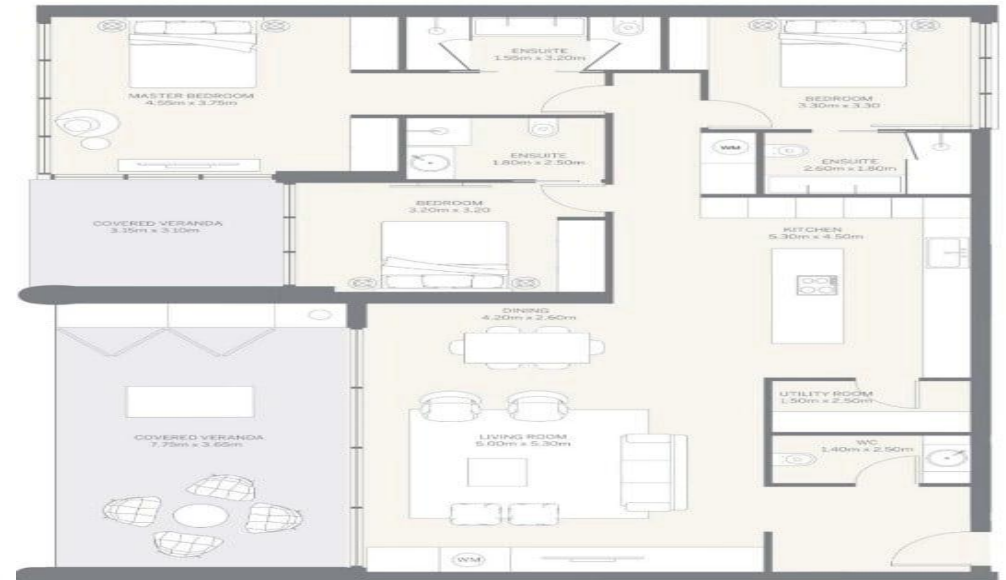 ENSUITE
1.55m x 3.20m
MASTER BEDROOM
4.55m x 3.75m
BEDROOM
3.30m x 3.30
ENSUITE
1.80m x 2.50m
WM
ENSUITE
2.60m x 1.80m
BEDROOM
3.20m x 3.20
COVERED VERANDA
3.15m x 3.10m
KITCHEN
5.30m x 4.50m
DINING
4.20m x 2.60m
UTILITY ROOM
1.50m x 2.50m
COVERED VERANDA
7.75m x 3.65m
LIVING ROOM
5.00m x 5.30m
WC
1.40m x 2.50m
WM